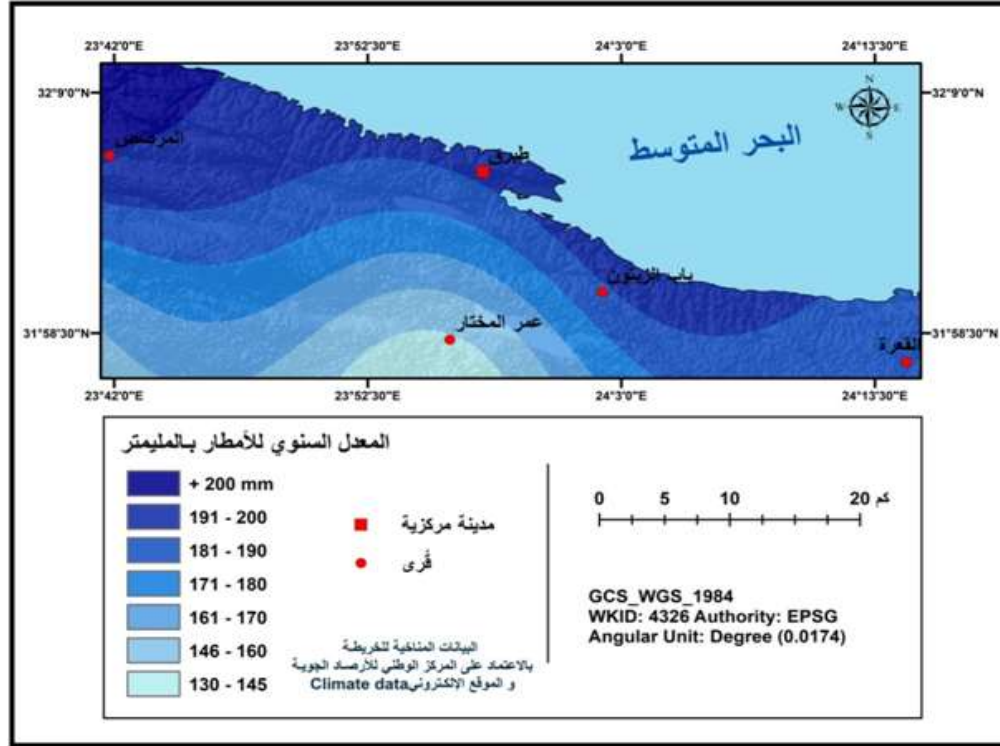 23°42'0"E 23°52'30"E 24°3'0"E 24°13'30"E
32°9'0"N 32°9'0"N
N
W E
S
البحر المتوسط
المرصص
طبرق
باب الزيتون
عمر المختار
القعرة
31°58'30"N 31°58'30"N
23°42'0"E 23°52'30"E 24°3'0"E 24°13'30"E
المعدل السنوي للأمطار بالمليمتر
+ 200 mm
191 - 200
181 - 190
171 - 180
161 - 170
146 - 160
130 - 145
مدينة مركزية
قُرى
البيانات المناخية للخريطة
بالاعتماد على المركز الوطني للأرصاد الجوية
و الموقع الإلكتروني Climate data
0 5 10 20 كم
GCS_WGS_1984
WKID: 4326 Authority: EPSG
Angular Unit: Degree (0.0174)